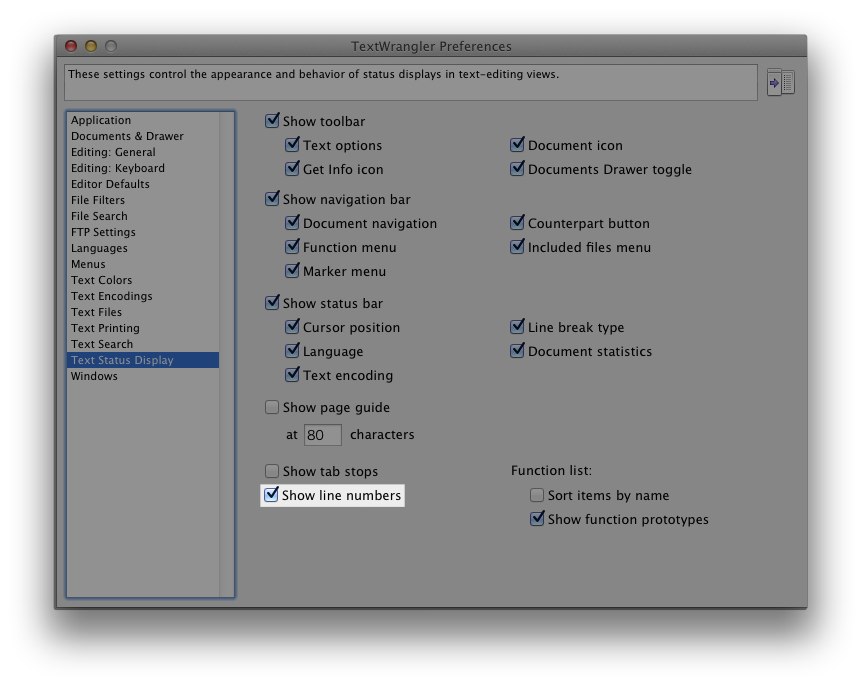 TextWrangler Preferences
These settings control the appearance and behavior of status displays in text-editing views.
Application
Documents & Drawer
Editing: General
Editing: Keyboard
Editor Defaults
File Filters
File Search
FTP Settings
Languages
Menus
Text Colors
Text Encodings
Text Files
Text Printing
Text Search
Text Status Display
Windows
Show toolbar
Text options
Document icon
Get Info icon
Documents Drawer toggle
Show navigation bar
Document navigation
Counterpart button
Function menu
Included files menu
Marker menu
Show status bar
Cursor position
Line break type
Language
Document statistics
Text encoding
Show page guide
at 80 characters
Show tab stops
Function list:
Show line numbers
Sort items by name
Show function prototypes